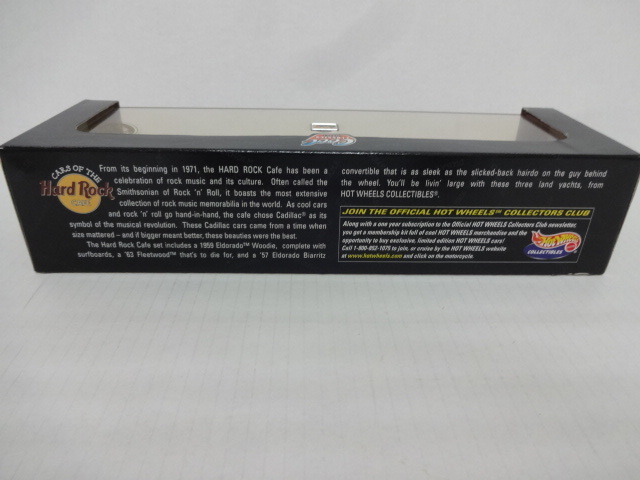 CARS OF THE
Hard Rock
CAFE
From its beginning in 1971, the HARD ROCK Cafe has been a
celebration of rock music and its culture. Often called the
Smithsonian of Rock 'n' Roll, it boasts the most extensive
collection of rock music memorabilia in the world. As cool cars
and rock 'n' roll go hand-in-hand, the cafe chose Cadillac® as its
symbol of the musical revolution. These Cadillac cars came from a time when
size mattered – and if bigger meant better, these beauties were the best.
The Hard Rock Cafe set includes a 1959 Eldorado™ Woodie, complete with
surfboards, a '63 Fleetwood™ that's to die for, and a '57 Eldorado Biarritz
convertible that is as sleek as the slicked-back hairdo on the guy behind
the wheel. You'll be livin' large with these three land yachts, from
HOT WHEELS COLLECTIBLES®.
JOIN THE OFFICIAL HOT WHEELS℠ COLLECTORS CLUB
Along with a one year subscription to the Official HOT WHEELS Collectors Club newsletter,
you get a membership kit full of cool HOT WHEELS merchandise and the
opportunity to buy exclusive, limited edition HOT WHEELS cars!
Call 1-800-852-1075 to join, or cruise by the HOT WHEELS website
at www.hotwheels.com and click on the motorcycle.
Hot Wheels
COLLECTIBLES